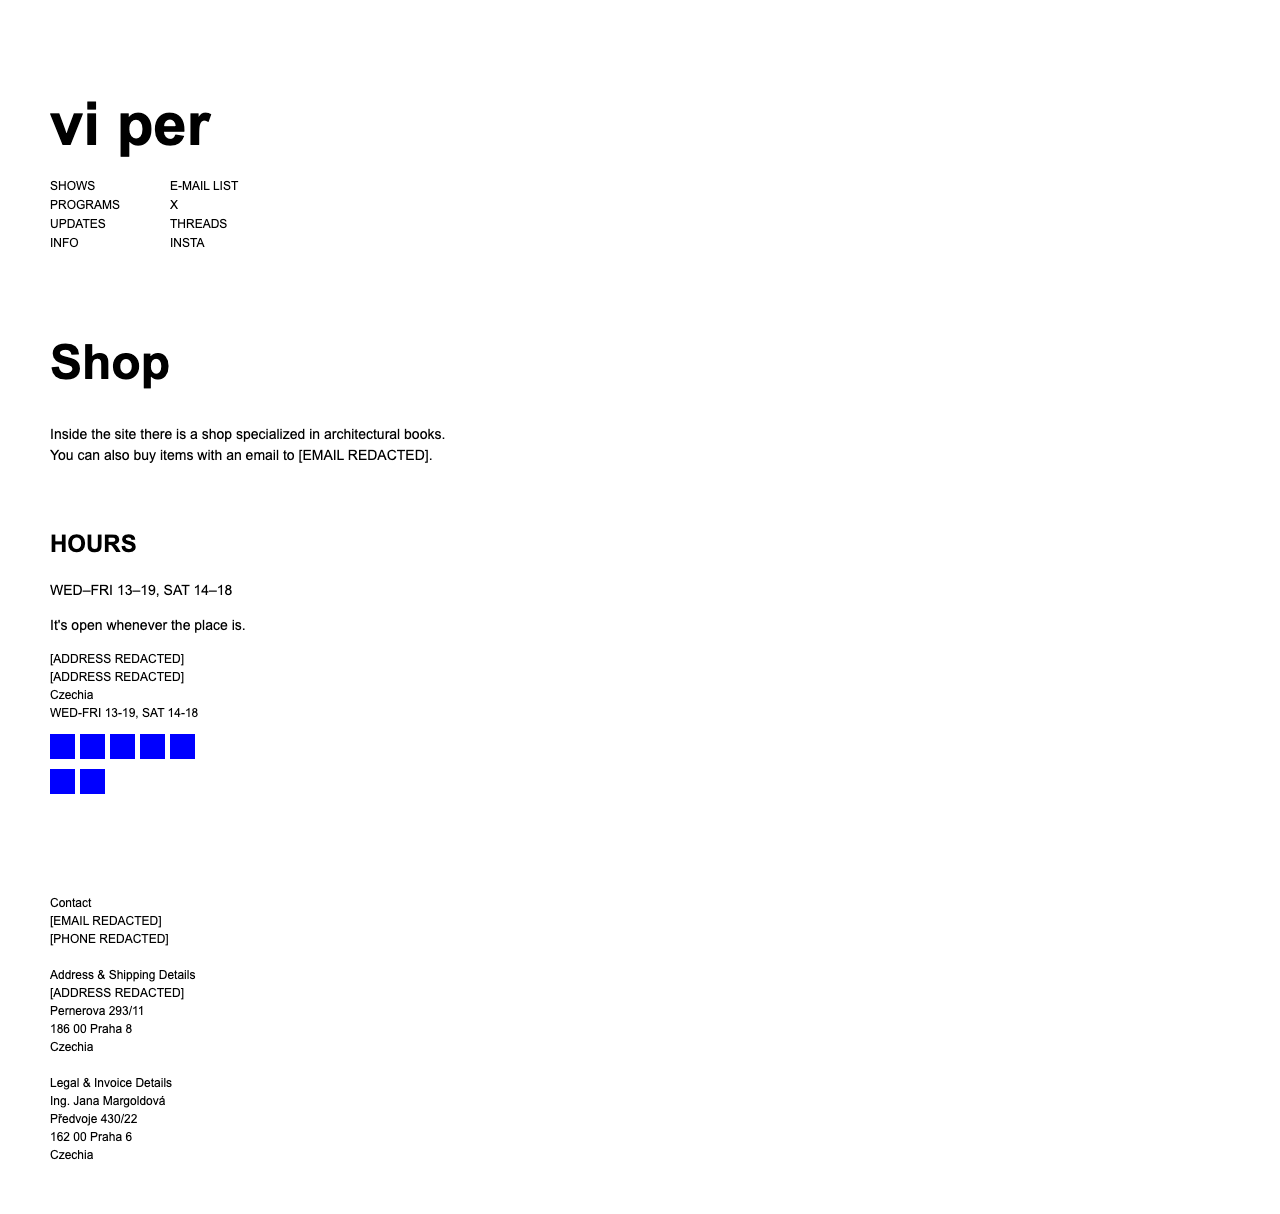 vi per
SHOWS
PROGRAMS
UPDATES
INFO
E-MAIL LIST
X
THREADS
INSTA
Shop
Inside the site there is a shop specialized in architectural books.
You can also buy items with an email to [EMAIL REDACTED].
HOURS
WED–FRI 13–19, SAT 14–18
It's open whenever the place is.
[ADDRESS REDACTED]
[ADDRESS REDACTED]
Czechia
WED-FRI 13-19, SAT 14-18
Contact
[EMAIL REDACTED]
[PHONE REDACTED]
Address & Shipping Details
[ADDRESS REDACTED]
Pernerova 293/11
186 00 Praha 8
Czechia
Legal & Invoice Details
Ing. Jana Margoldová
Předvoje 430/22
162 00 Praha 6
Czechia